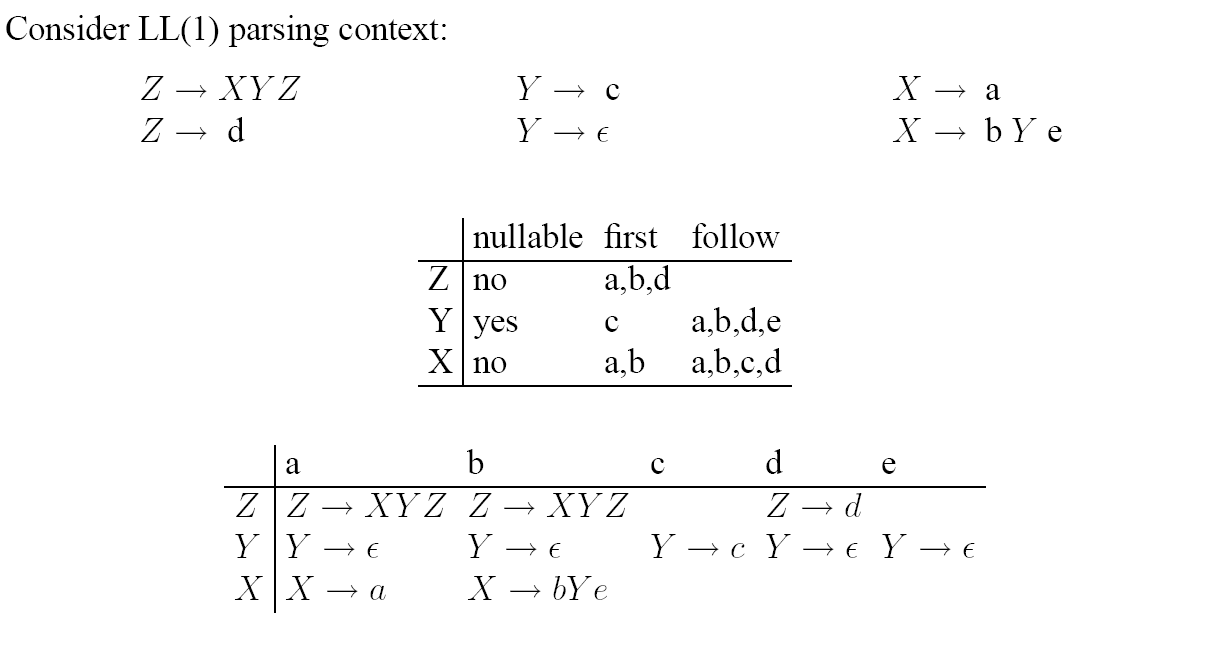 Consider LL(1) parsing context:
Z → XYZ Y → c X → a
Z → d Y → ϵ X → b Y e
nullable first follow
Z no a,b,d
Y yes c a,b,d,e
X no a,b a,b,c,d
a b c d e
Z Z → XYZ Z → XYZ Z → d
Y Y → ϵ Y → ϵ Y → c Y → ϵ Y → ϵ
X X → a X → bYe